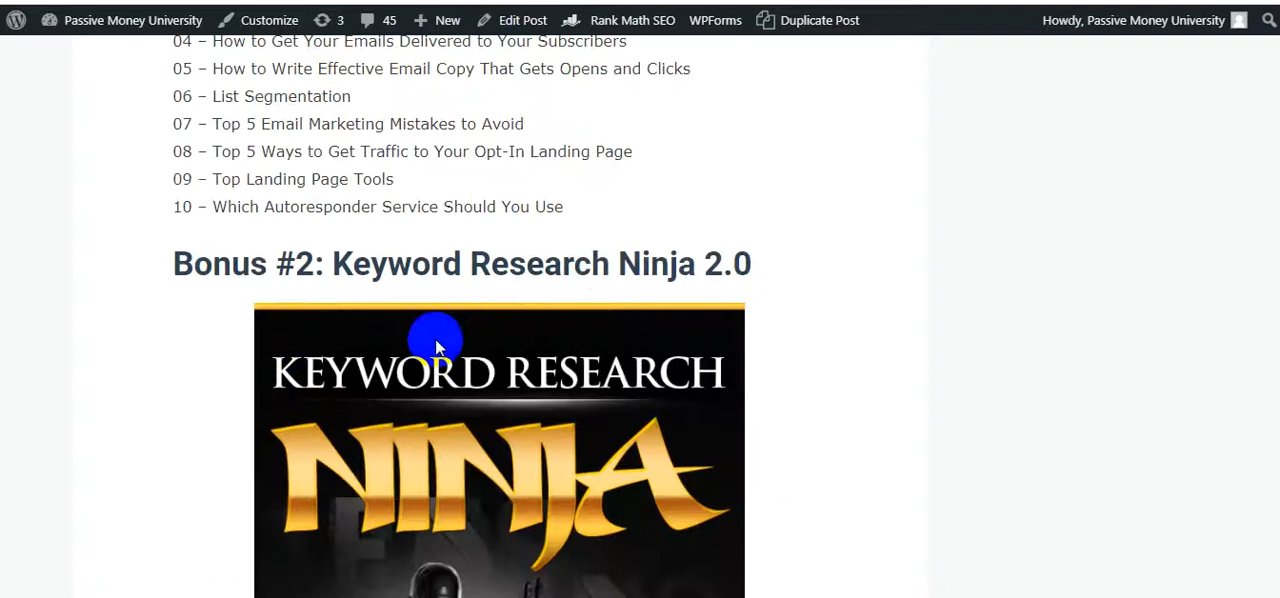 Passive Money University Customize 3 45 New Edit Post Rank Math SEO WPForms Duplicate Post Howdy, Passive Money University
04 – How to Get Your Emails Delivered to Your Subscribers
05 – How to Write Effective Email Copy That Gets Opens and Clicks
06 – List Segmentation
07 – Top 5 Email Marketing Mistakes to Avoid
08 – Top 5 Ways to Get Traffic to Your Opt-In Landing Page
09 – Top Landing Page Tools
10 – Which Autoresponder Service Should You Use
Bonus #2: Keyword Research Ninja 2.0
KEYWORD RESEARCH
NINJA